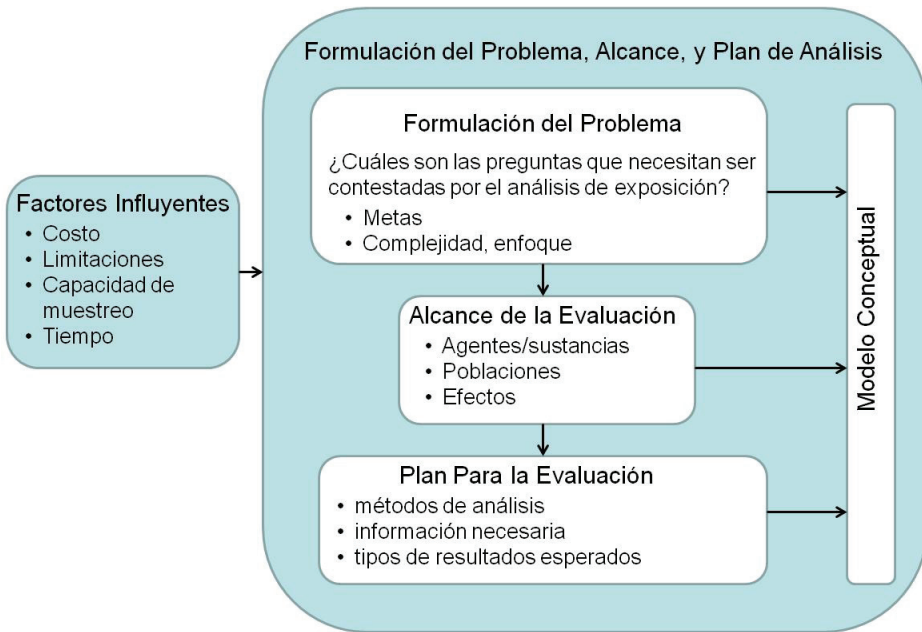 Formulación del Problema, Alcance, y Plan de Análisis
Factores Influyentes
• Costo
• Limitaciones
• Capacidad de
muestreo
• Tiempo
Formulación del Problema
¿Cuáles son las preguntas que necesitan ser
contestadas por el análisis de exposición?
• Metas
• Complejidad, enfoque
Alcance de la Evaluación
• Agentes/sustancias
• Poblaciones
• Efectos
Plan Para la Evaluación
• métodos de análisis
• información necesaria
• tipos de resultados esperados
Modelo Conceptual